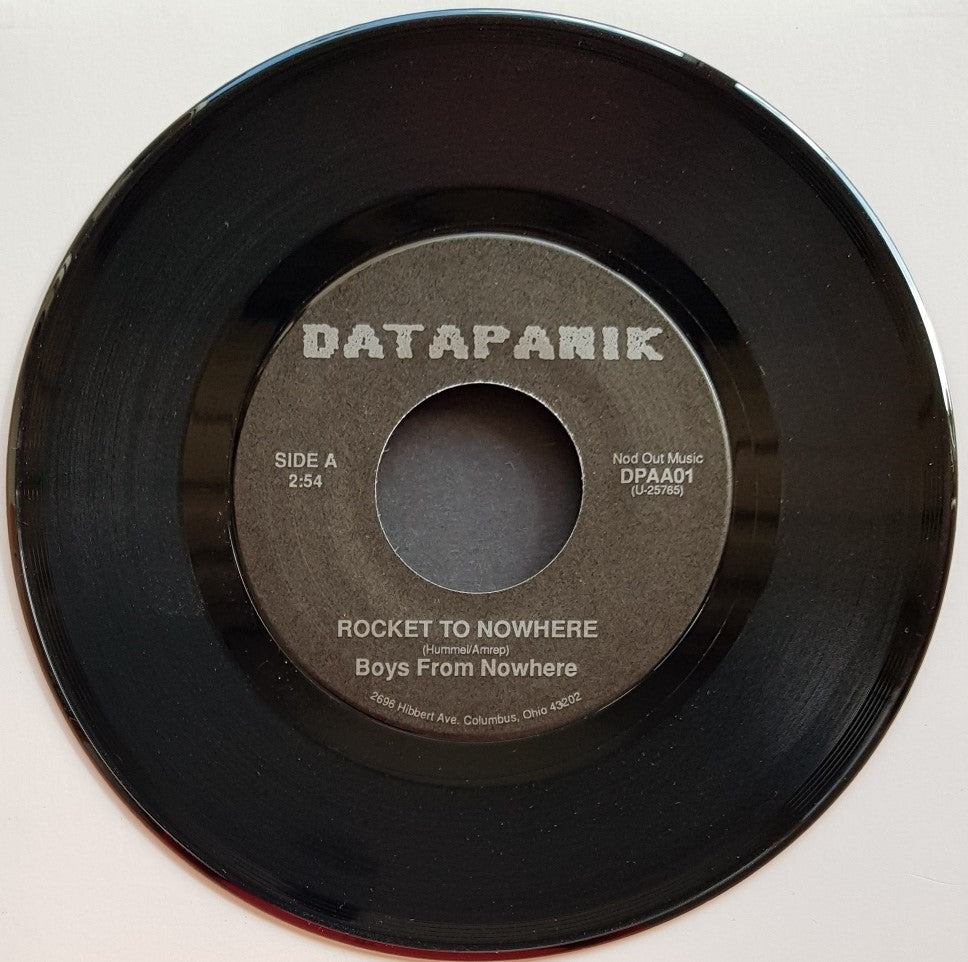 DATAPANIK
SIDE A
2:54
Nod Out Music
DPAA01
(U-25765)
ROCKET TO NOWHERE
(Hummel/Amrep)
Boys From Nowhere
2696 Hibbert Ave. Columbus, Ohio 43202